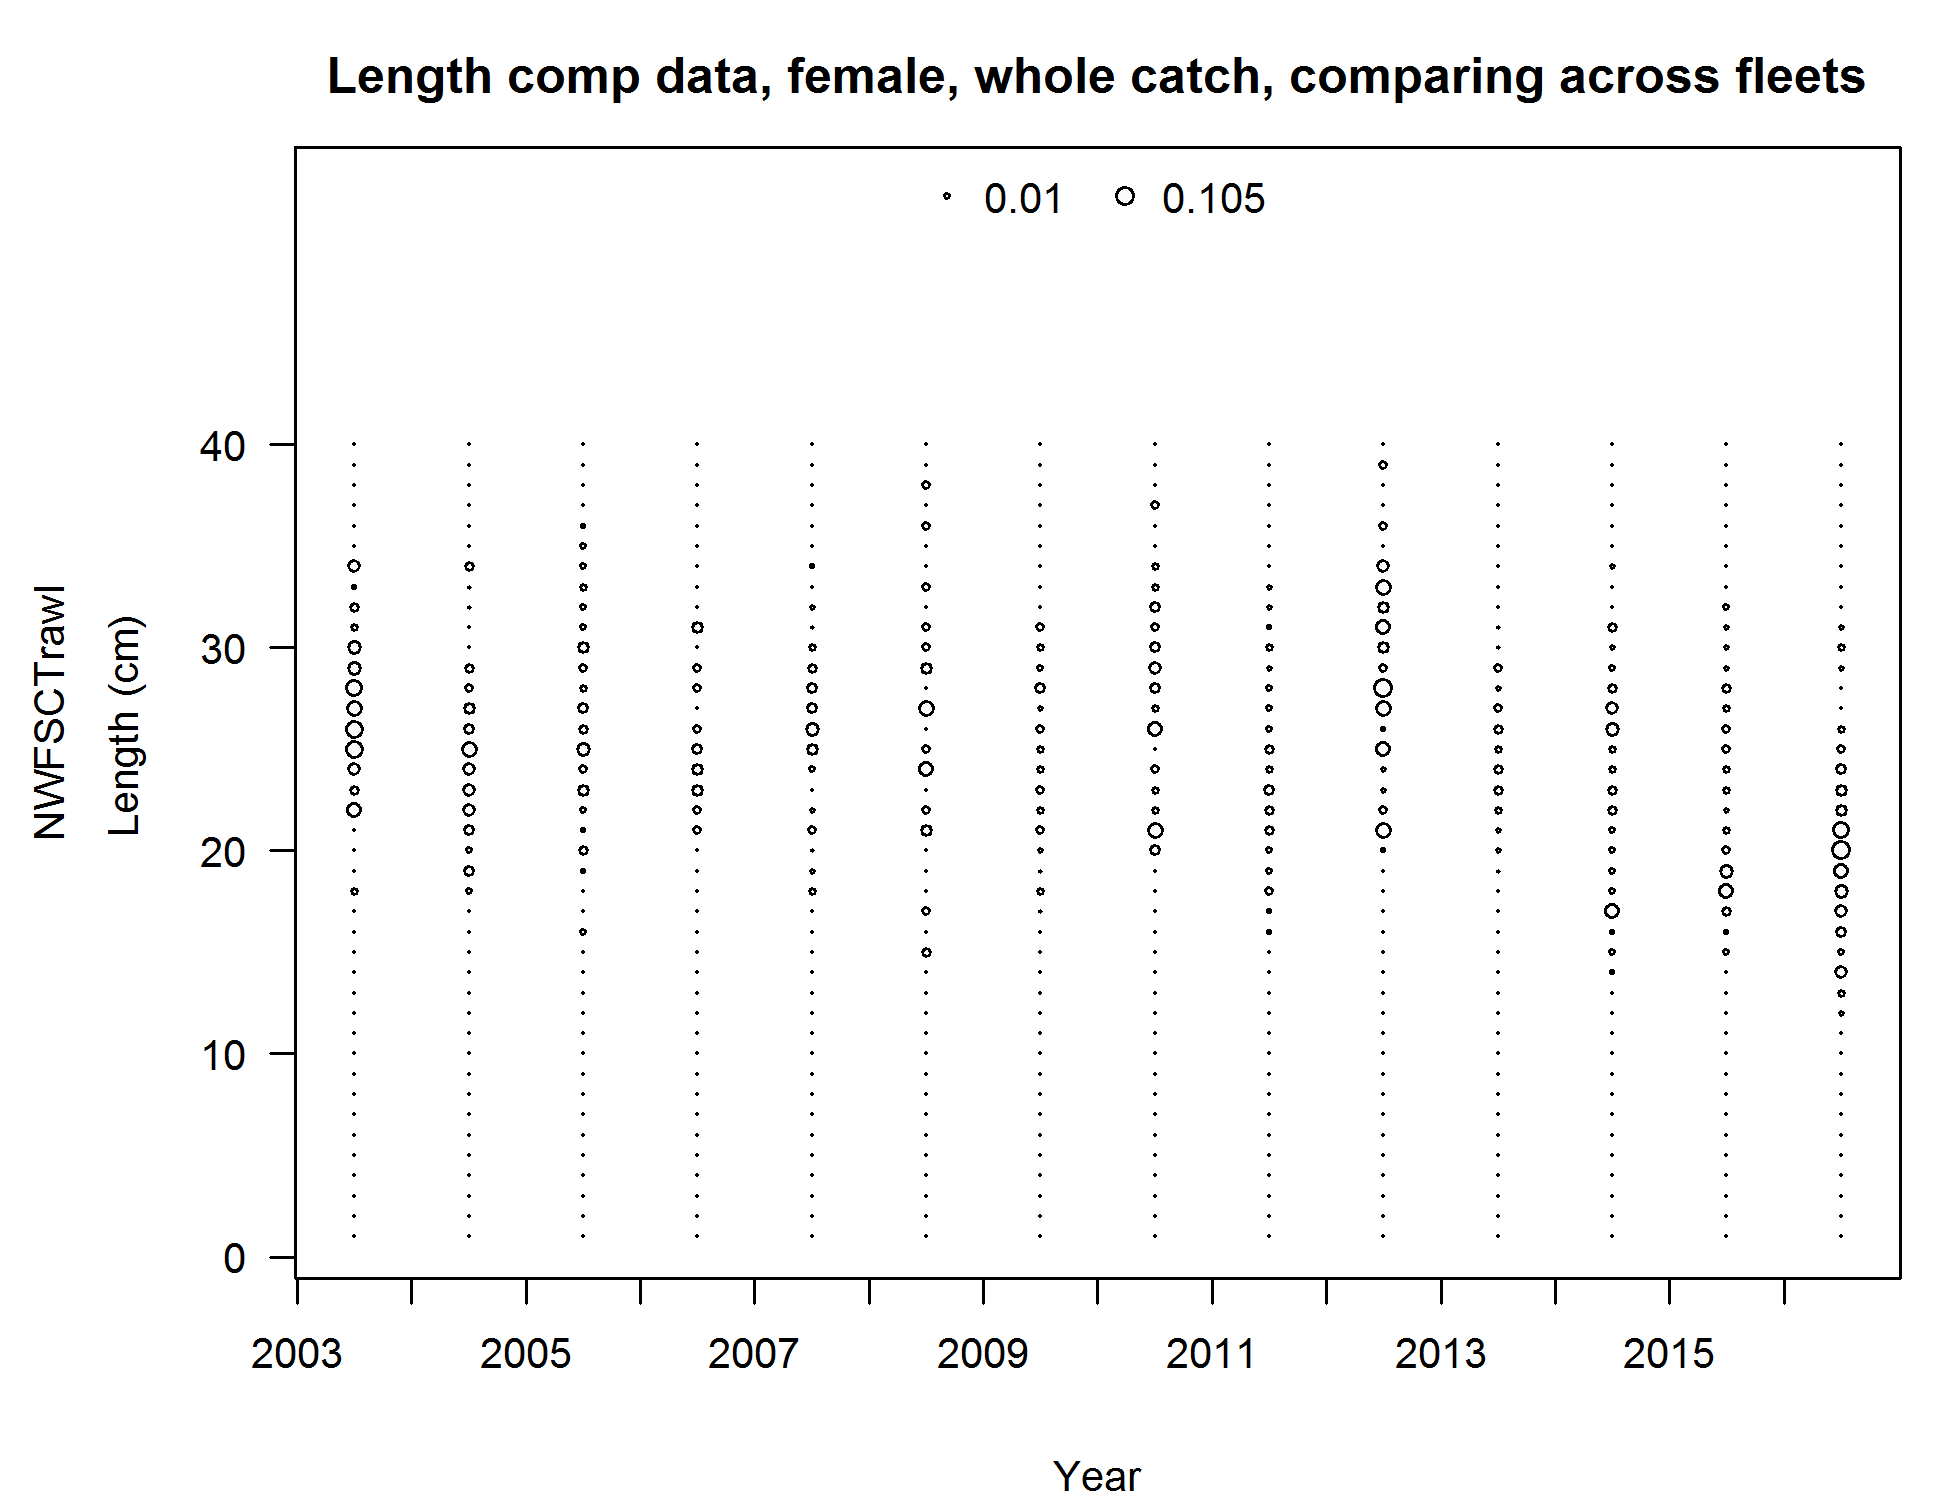 Length comp data, female, whole catch, comparing across fleets
0.01 0.105
NWFSCTrawl
Length (cm)
40
30
20
10
0
2003 2005 2007 2009 2011 2013 2015
Year